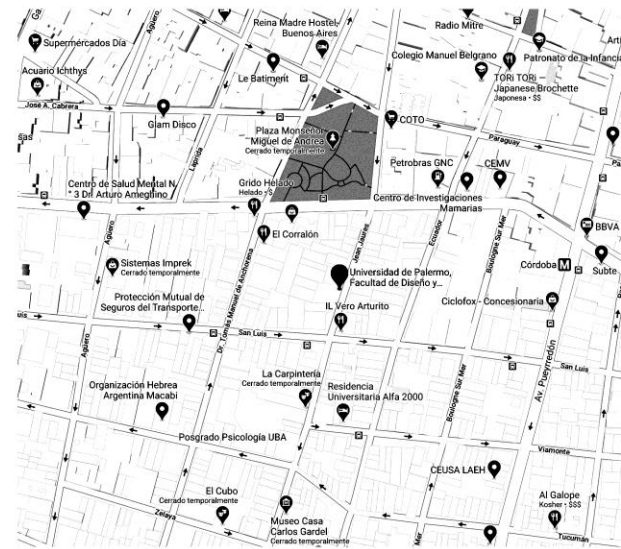 Reina Madre Hostel-
Buenos Aires
Radio Mitre
Supermercados Día
Agüero
Colegio Manuel Belgrano
Patronato de la Infancia
Acuario Ichthys
Le Batiment
TORi TORi
Japanese Brochette
Japonesa • $$
José A. Cabrera
Glam Disco
COTO
Paraguay
Plaza Monseñor
Miguel de Andrea
Cerrado temporalmente
Laprida
Petrobras GNC
CEMV
Centro de Salud Mental N.
° 3 Dr. Arturo Ameghino
Grido Helado
Helado • $
Centro de Investigaciones
Mamarias
El Corralón
BBVA
Agüero
Jean Jaures
Ecuador
Boulogne Sur Mer
Sistemas Imprek
Cerrado temporalmente
Dr. Tomás Manuel de Anchorena
Universidad de Palermo,
Facultad de Diseño y...
Córdoba
M
Subte
Protección Mutual de
Seguros del Transporte...
IL Vero Arturito
Ciclofox - Concesionaria
San Luis
San Luis
Agüero
La Carpintería
Cerrado temporalmente
Organización Hebrea
Argentina Macabi
Residencia
Universitaria Alfa 2000
Boulogne Sur Mer
Av. Pueyrredón
Posgrado Psicología UBA
Viamonte
CEUSA LAEH
El Cubo
Cerrado temporalmente
Al Galope
Kosher • $$$
Zelaya
Museo Casa
Carlos Gardel
Cerrado temporalmente
Mer
Tucumán